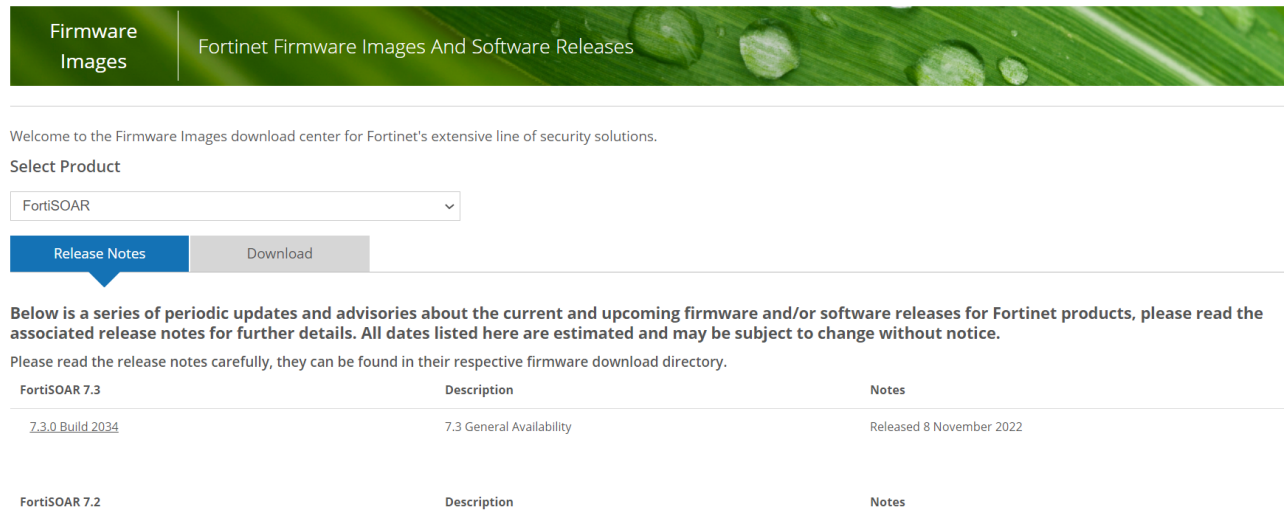 Firmware
Images
Fortinet Firmware Images And Software Releases
Welcome to the Firmware Images download center for Fortinet's extensive line of security solutions.
Select Product
FortiSOAR
Release Notes
Download
Below is a series of periodic updates and advisories about the current and upcoming firmware and/or software releases for Fortinet products, please read the
associated release notes for further details. All dates listed here are estimated and may be subject to change without notice.
Please read the release notes carefully, they can be found in their respective firmware download directory.
FortiSOAR 7.3 Description Notes
7.3.0 Build 2034 7.3 General Availability Released 8 November 2022
FortiSOAR 7.2 Description Notes